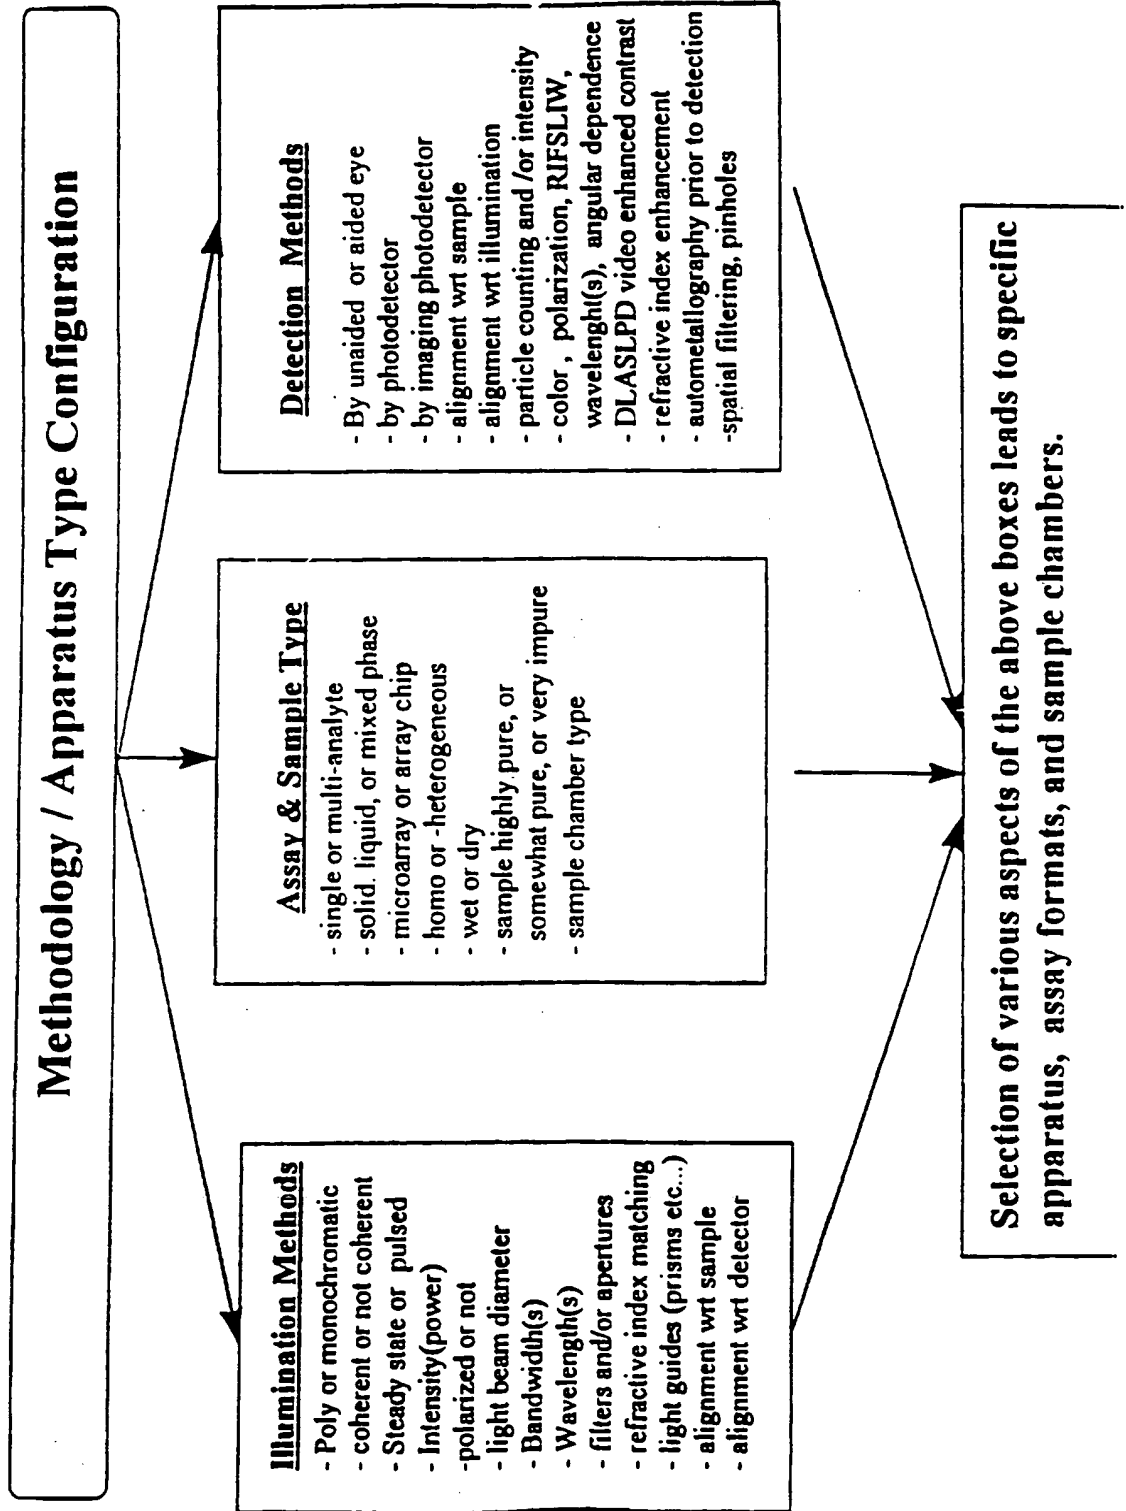 Methodology / Apparatus Type Configuration
Illumination Methods
- Poly or monochromatic
- coherent or not coherent
- Steady state or pulsed
- Intensity(power)
-polarized or not
- light beam diameter
- Bandwidth(s)
- Wavelength(s)
- filters and/or apertures
- refractive index matching
- light guides (prisms etc...)
- alignment wrt sample
- alignment wrt detector
Assay & Sample Type
- single or multi-analyte
- solid. liquid, or mixed phase
- microarray or array chip
- homo or -heterogeneous
- wet or dry
- sample highly pure, or
somewhat pure, or very impure
- sample chamber type
Detection Methods
- By unaided or aided eye
- by photodetector
- by imaging photodetector
- alignment wrt sample
- alignment wrt illumination
- particle counting and /or intensity
- color , polarization, RIFSLIW,
wavelenght(s), angular dependence
- DLASLPD video enhanced contrast
- refractive index enhancement
- autometallography prior to detection
-spatial filtering, pinholes
Selection of various aspects of the above boxes leads to specific
apparatus, assay formats, and sample chambers.